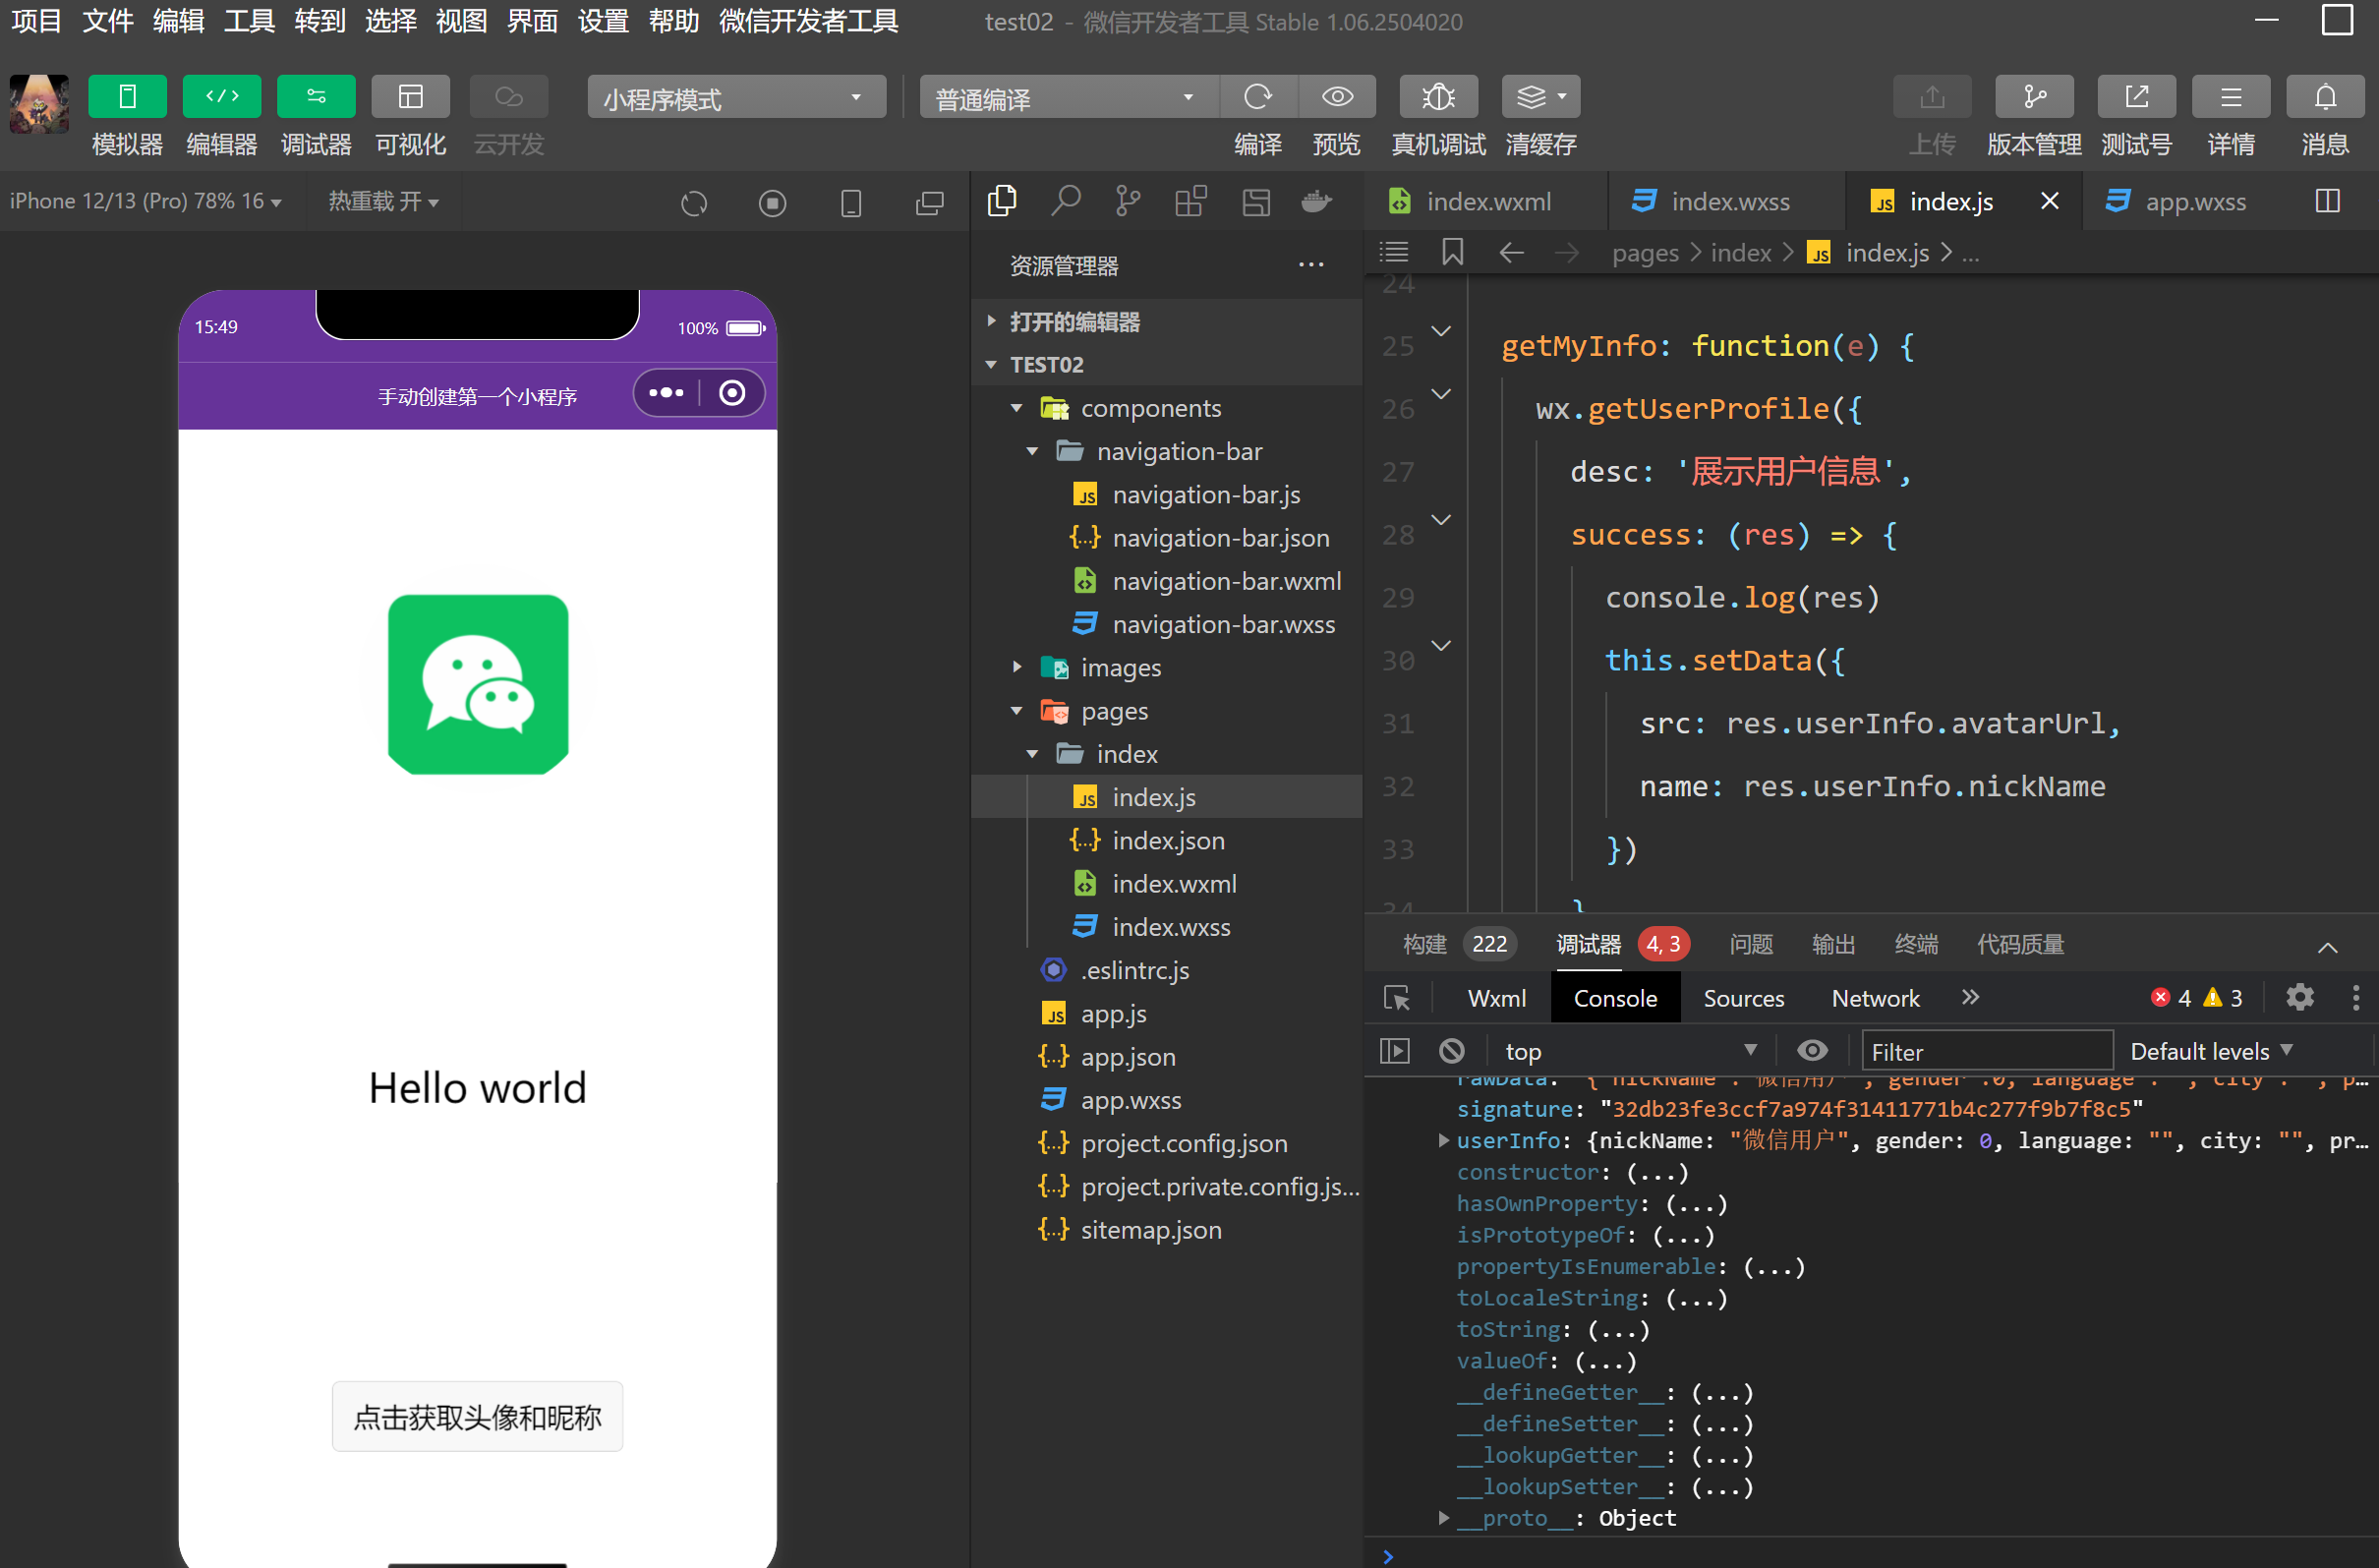 项目 文件 编辑 工具 转到 选择 视图 界面 设置 帮助 微信开发者工具 test02 - 微信开发者工具 Stable 1.06.2504020
小程序模式 普通编译
模拟器 编辑器 调试器 可视化 云开发 编译 预览 真机调试 清缓存 上传 版本管理 测试号 详情 消息
iPhone 12/13 (Pro) 78% 16 热重载 开
15:49 100%
手动创建第一个小程序
Hello world
点击获取头像和昵称
资源管理器
打开的编辑器
TEST02
components
navigation-bar
navigation-bar.js
navigation-bar.json
navigation-bar.wxml
navigation-bar.wxss
images
pages
index
index.js
index.json
index.wxml
index.wxss
.eslintrc.js
app.js
app.json
app.wxss
project.config.json
project.private.config.js...
sitemap.json
index.wxml index.wxss index.js app.wxss
pages > index > index.js > ...
24
25 getMyInfo: function(e) {
26 wx.getUserProfile({
27 desc: '展示用户信息',
28 success: (res) => {
29 console.log(res)
30 this.setData({
31 src: res.userInfo.avatarUrl,
32 name: res.userInfo.nickName
33 })
34 }
构建 222 调试器 4, 3 问题 输出 终端 代码质量
Wxml Console Sources Network 4 3
top Filter Default levels
rawData: "{"nickName":"微信用户","gender":0,"language":"","city":"","p...
signature: "32db23fe3ccf7a974f31411771b4c277f9b7f8c5"
userInfo: {nickName: "微信用户", gender: 0, language: "", city: "", pr...
constructor: (...)
hasOwnProperty: (...)
isPrototypeOf: (...)
propertyIsEnumerable: (...)
toLocaleString: (...)
toString: (...)
valueOf: (...)
__defineGetter__: (...)
__defineSetter__: (...)
__lookupGetter__: (...)
__lookupSetter__: (...)
__proto__: Object